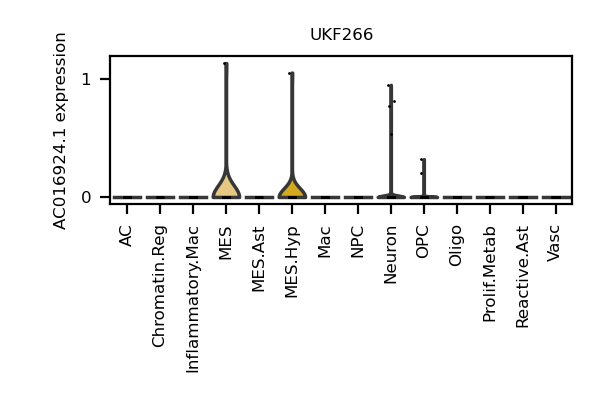 UKF266
AC016924.1 expression
1
0
AC
Chromatin.Reg
Inflammatory.Mac
MES
MES.Ast
MES.Hyp
Mac
NPC
Neuron
OPC
Oligo
Prolif.Metab
Reactive.Ast
Vasc